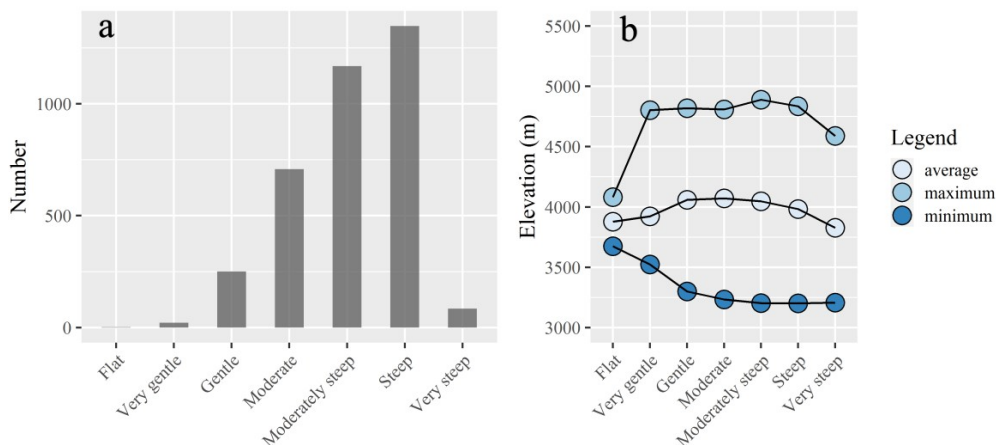 a
Number
1000
500
0
Flat
Very gentle
Gentle
Moderate
Moderately steep
Steep
Very steep
b
Elevation (m)
5500
5000
4500
4000
3500
3000
Flat
Very gentle
Gentle
Moderate
Moderately steep
Steep
Very steep
Legend
average
maximum
minimum